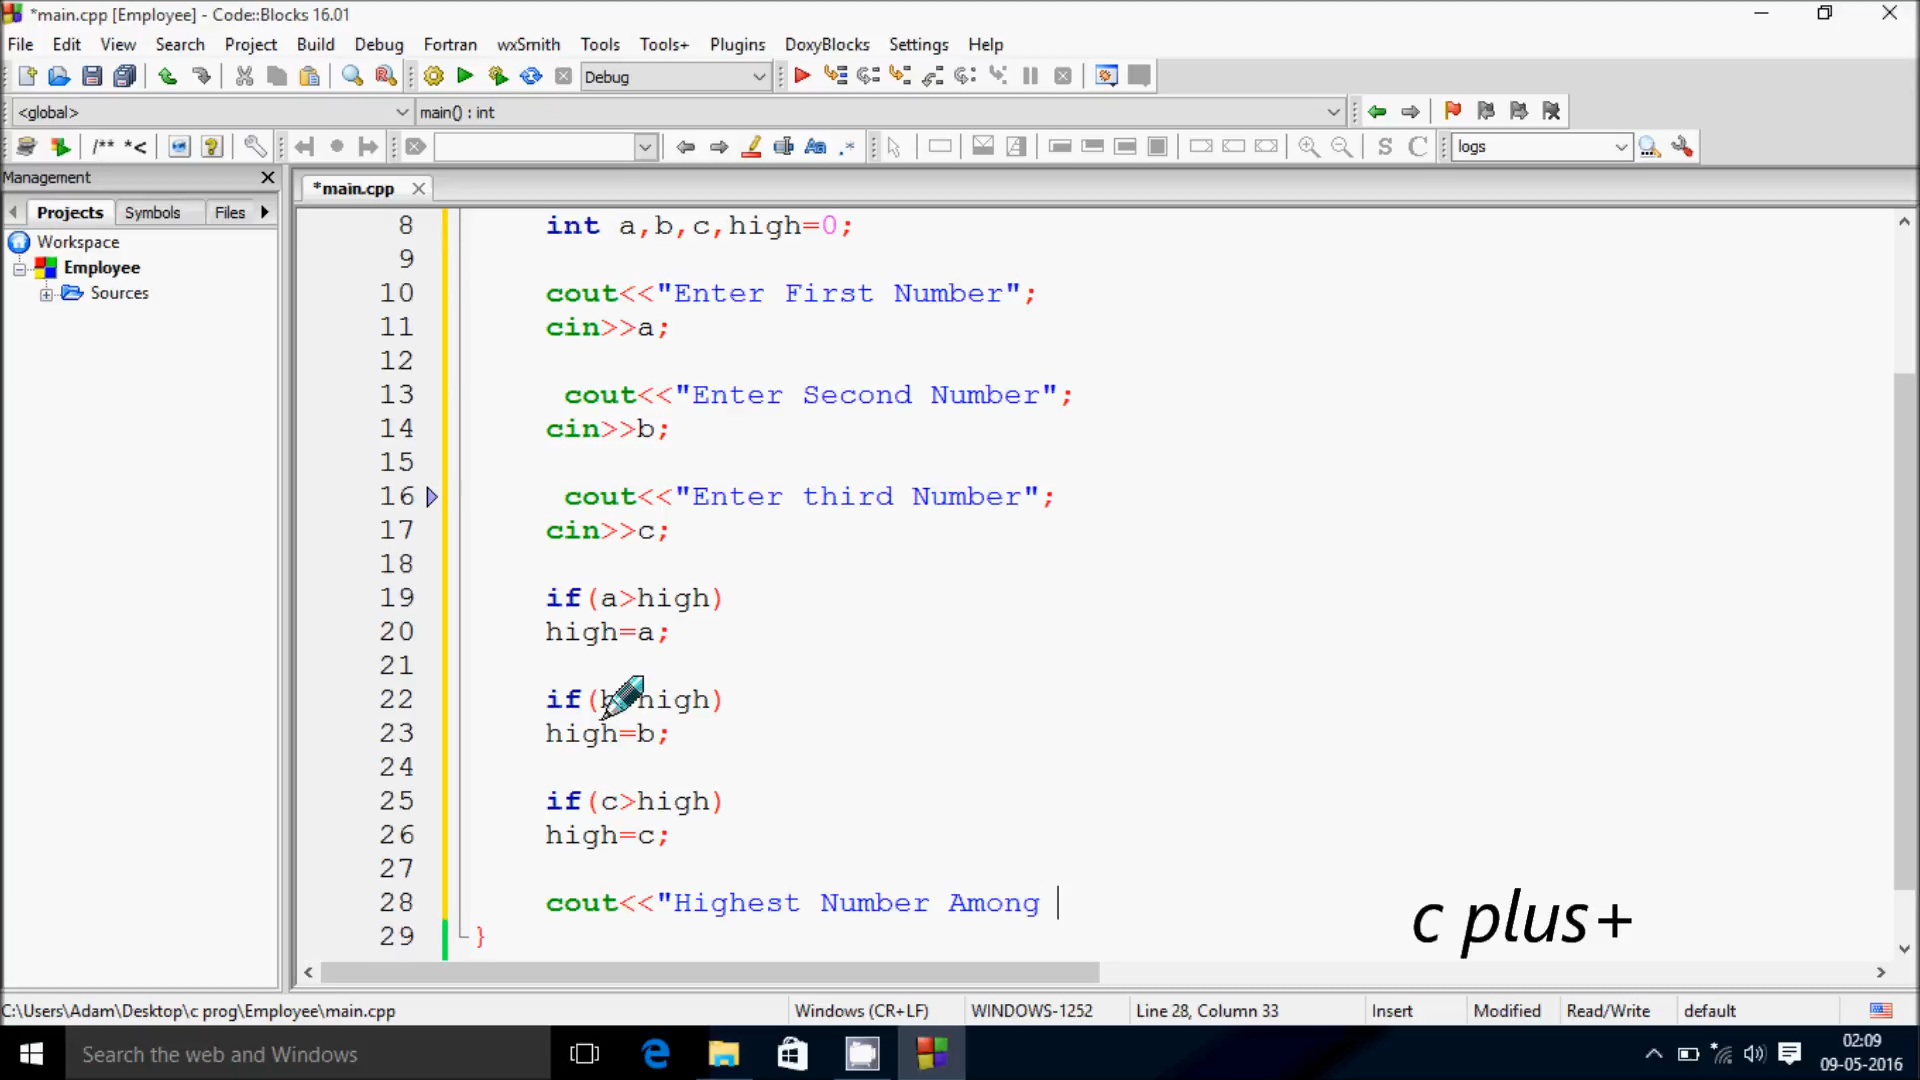 *main.cpp [Employee] - Code::Blocks 16.01
File Edit View Search Project Build Debug Fortran wxSmith Tools Tools+ Plugins DoxyBlocks Settings Help
Debug
<global> main() : int
/** *< S C logs
Management
Projects Symbols Files
*main.cpp
Workspace
Employee
Sources
8 int a,b,c,high=0;
9
10 cout<<"Enter First Number";
11 cin>>a;
12
13 cout<<"Enter Second Number";
14 cin>>b;
15
16 cout<<"Enter third Number";
17 cin>>c;
18
19 if(a>high)
20 high=a;
21
22 if(b high)
23 high=b;
24
25 if(c>high)
26 high=c;
27
28 cout<<"Highest Number Among
29 }
c plus+
C:\Users\Adam\Desktop\c prog\Employee\main.cpp Windows (CR+LF) WINDOWS-1252 Line 28, Column 33 Insert Modified Read/Write default
Search the web and Windows
02:09
09-05-2016